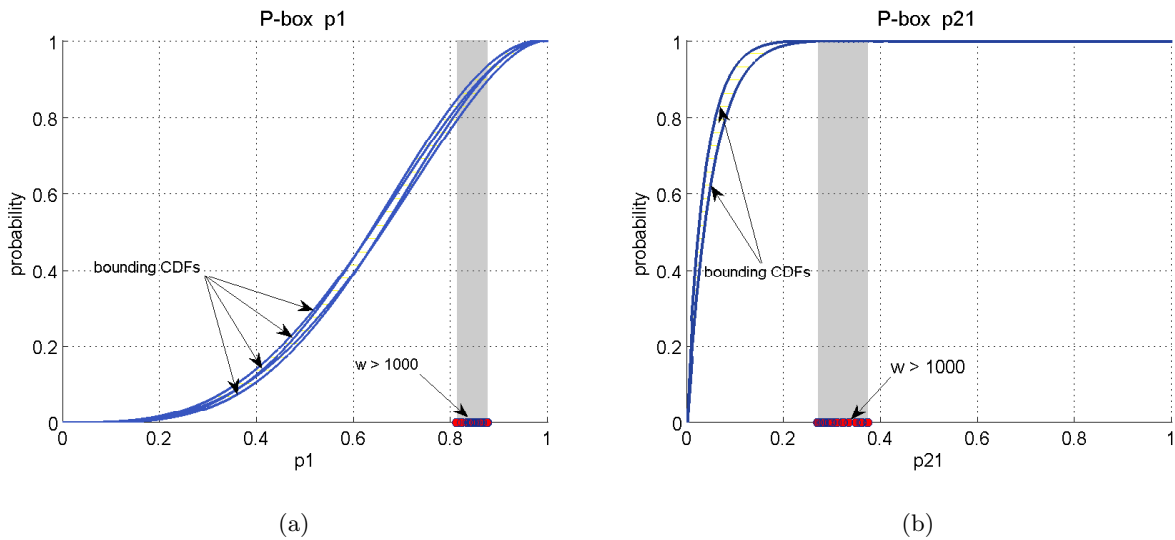 P-box p1
1
0.8
0.6
0.4
0.2
0
probability
bounding CDFs
w > 1000
0 0.2 0.4 0.6 0.8 1
p1
(a)
P-box p21
1
0.8
0.6
0.4
0.2
0
probability
bounding CDFs
w > 1000
0 0.2 0.4 0.6 0.8 1
p21
(b)